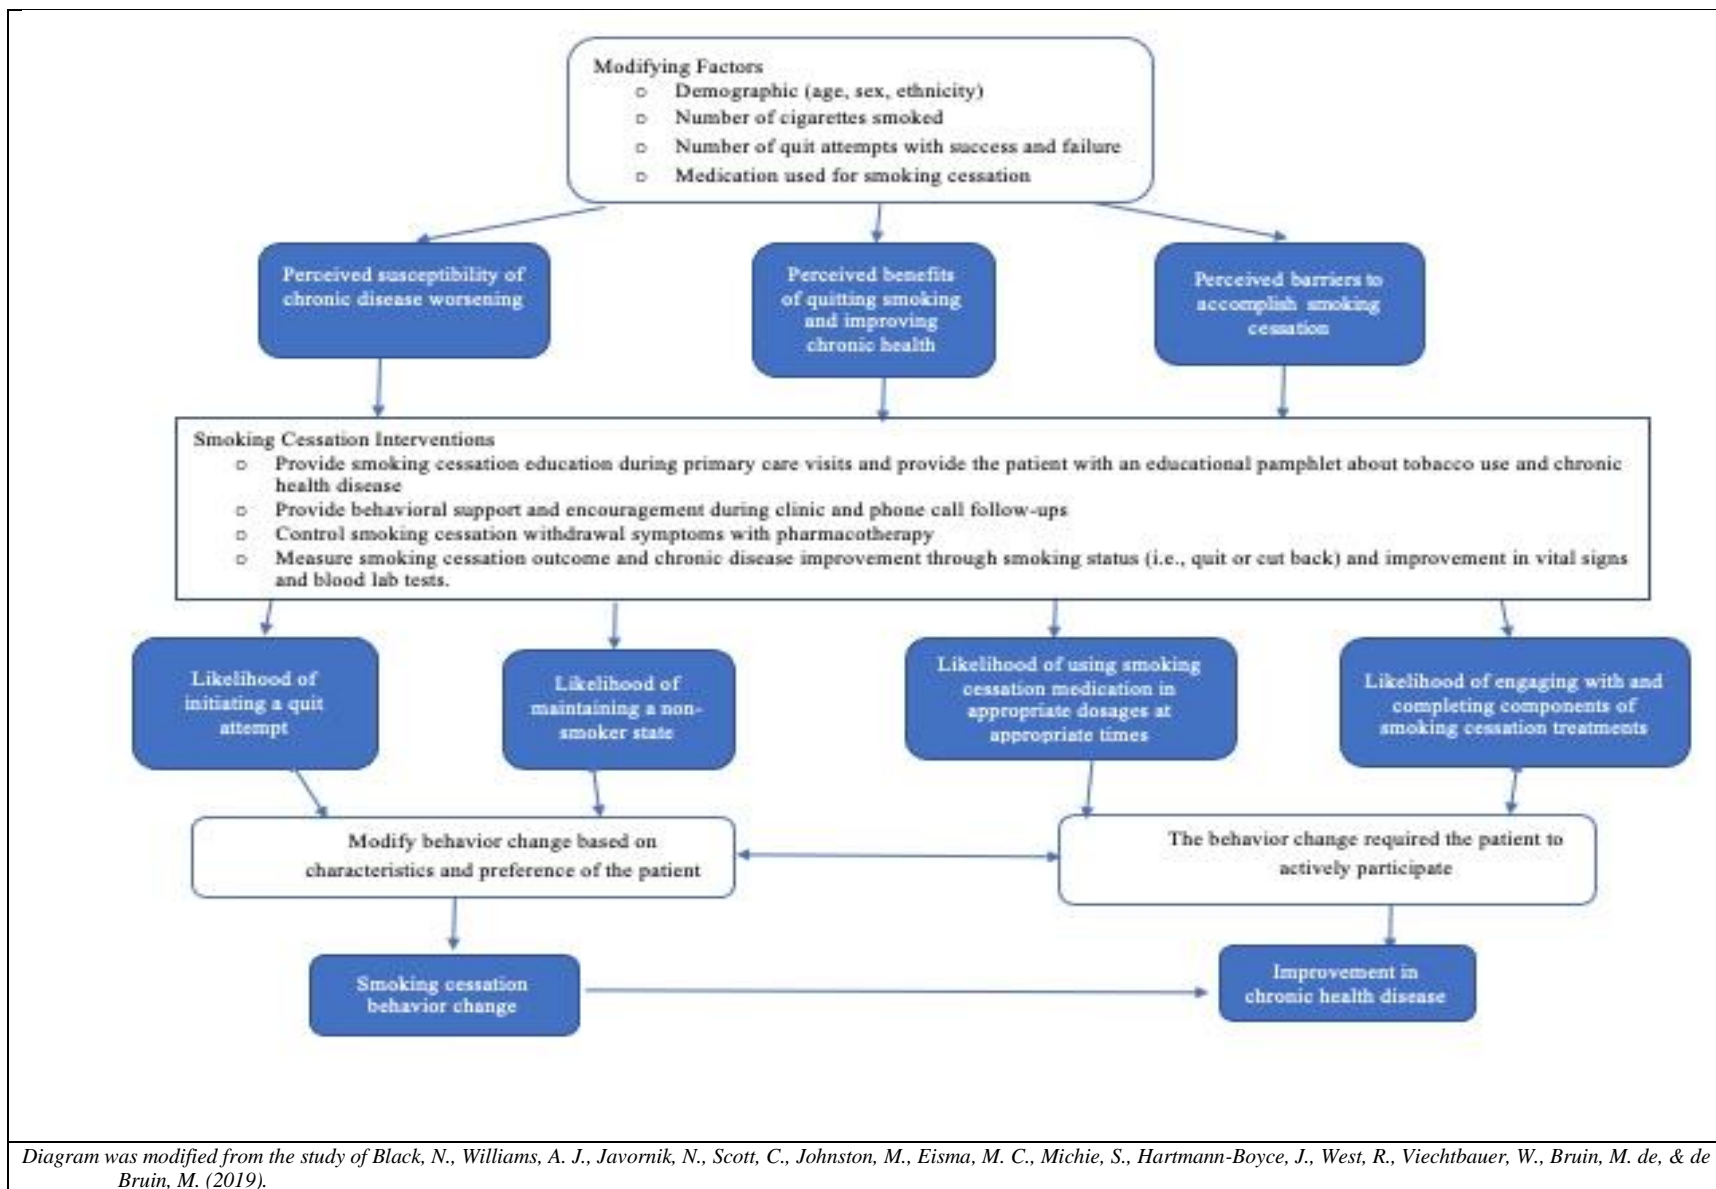 Modifying Factors
o Demographic (age, sex, ethnicity)
o Number of cigarettes smoked
o Number of quit attempts with success and failure
o Medication used for smoking cessation
Perceived susceptibility of
chronic disease worsening
Perceived benefits
of quitting smoking
and improving
chronic health
Perceived barriers to
accomplish smoking
cessation
Smoking Cessation Interventions
o Provide smoking cessation education during primary care visits and provide the patient with an educational pamphlet about tobacco use and chronic
health disease
o Provide behavioral support and encouragement during clinic and phone call follow-ups
o Control smoking cessation withdrawal symptoms with pharmacotherapy
o Measure smoking cessation outcome and chronic disease improvement through smoking status (i.e., quit or cut back) and improvement in vital signs
and blood lab tests.
Likelihood of
initiating a quit
attempt
Likelihood of
maintaining a non-
smoker state
Likelihood of using smoking
cessation medication in
appropriate dosages at
appropriate times
Likelihood of engaging with and
completing components of
smoking cessation treatments
Modify behavior change based on
characteristics and preference of the patient
The behavior change required the patient to
actively participate
Smoking cessation
behavior change
Improvement in
chronic health disease
Diagram was modified from the study of Black, N., Williams, A. J., Javornik, N., Scott, C., Johnston, M., Eisma, M. C., Michie, S., Hartmann-Boyce, J., West, R., Viechtbauer, W., Bruin, M. de, & de
Bruin, M. (2019).